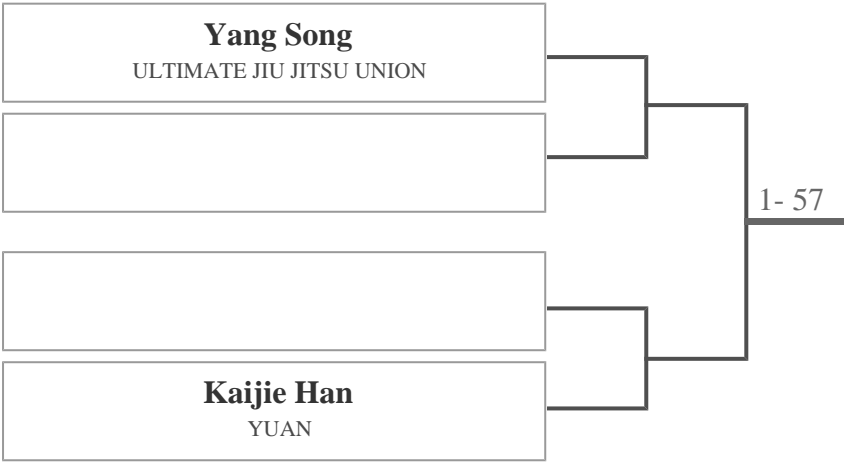 Yang Song
ULTIMATE JIU JITSU UNION
1- 57
Kaijie Han
YUAN